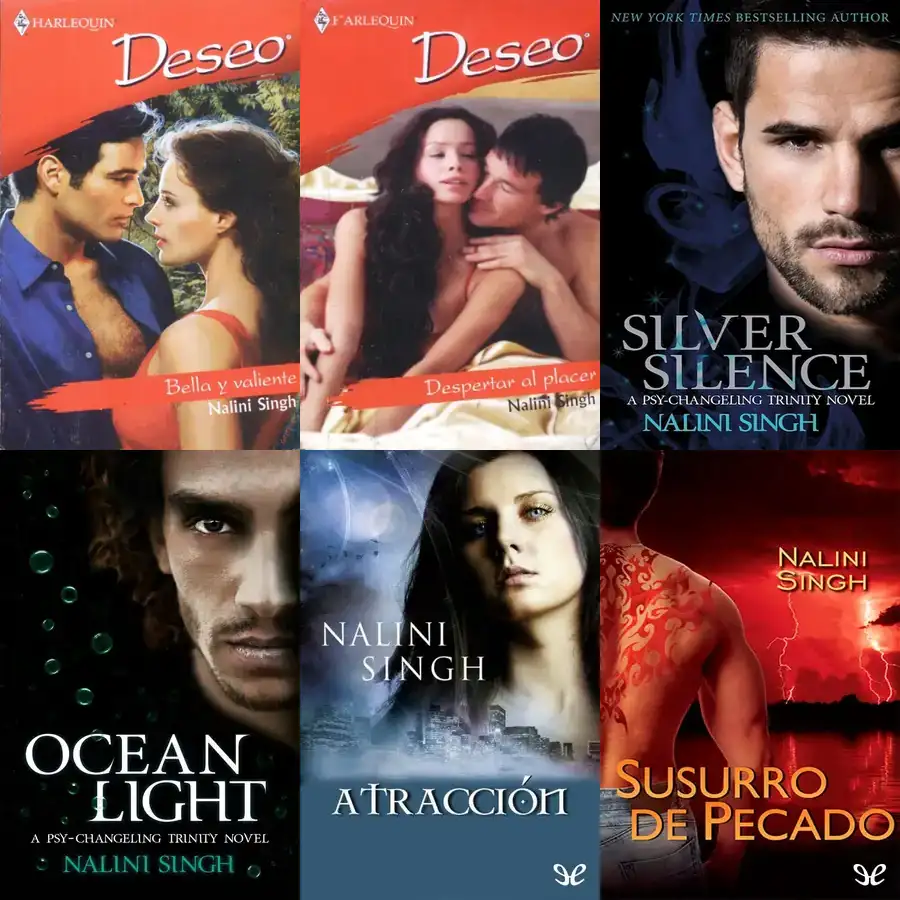 HARLEQUIN
Deseo
Bella y valiente
Nalini Singh
HARLEQUIN
Deseo
Despertar al placer
Nalini Singh
NEW YORK TIMES BESTSELLING AUTHOR
SILVER
SILENCE
A PSY-CHANGELING TRINITY NOVEL
NALINI SINGH
OCEAN
LIGHT
A PSY-CHANGELING TRINITY NOVEL
NALINI SINGH
NALINI
SINGH
ATRACCIÓN
NALINI
SINGH
SUSURRO
DE PECADO